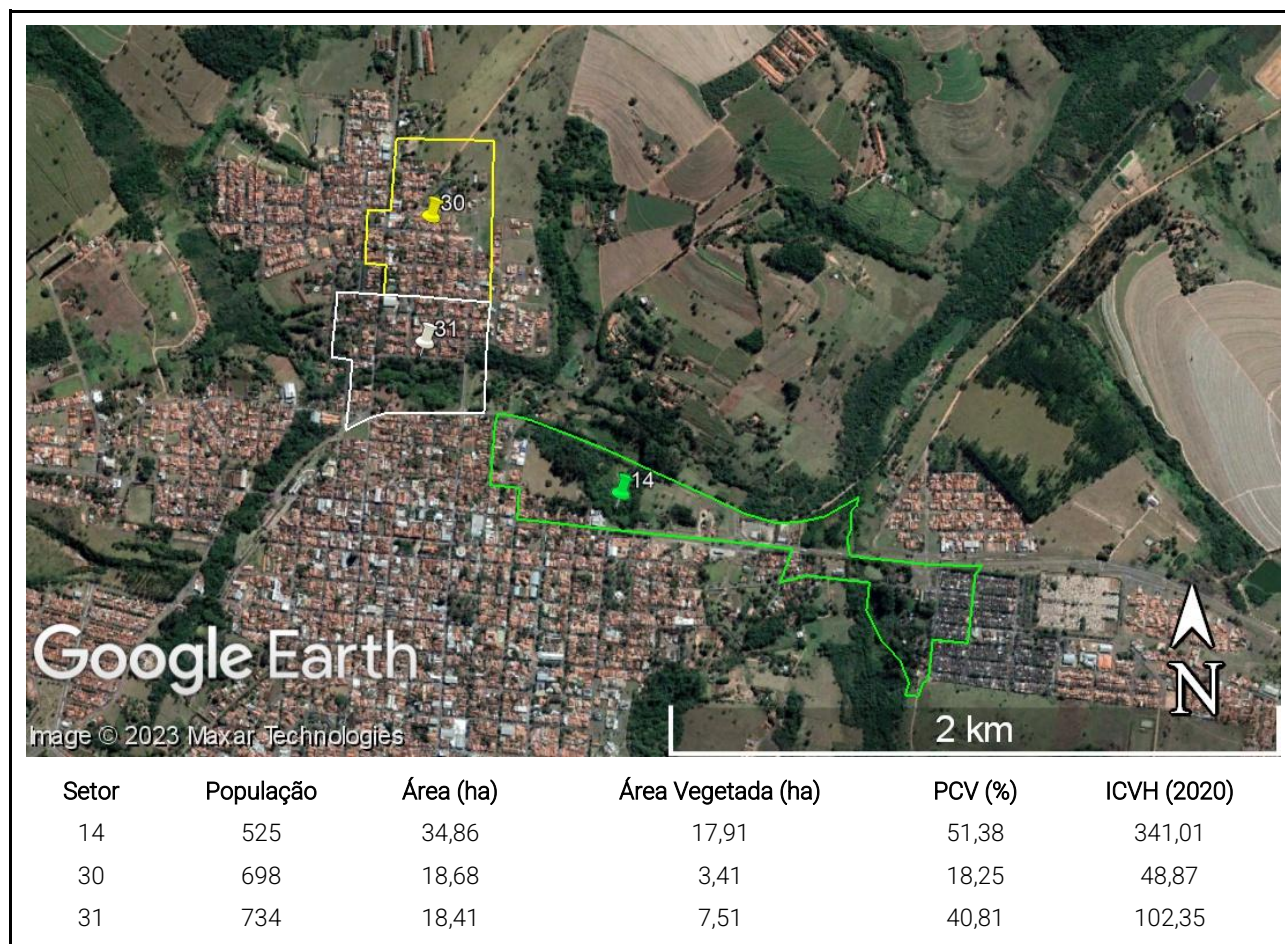 30
31
14
Google Earth
Image © 2023 Maxar Technologies
2 km
N
Setor População Área (ha) Área Vegetada (ha) PCV (%) ICVH (2020)
14 525 34,86 17,91 51,38 341,01
30 698 18,68 3,41 18,25 48,87
31 734 18,41 7,51 40,81 102,35